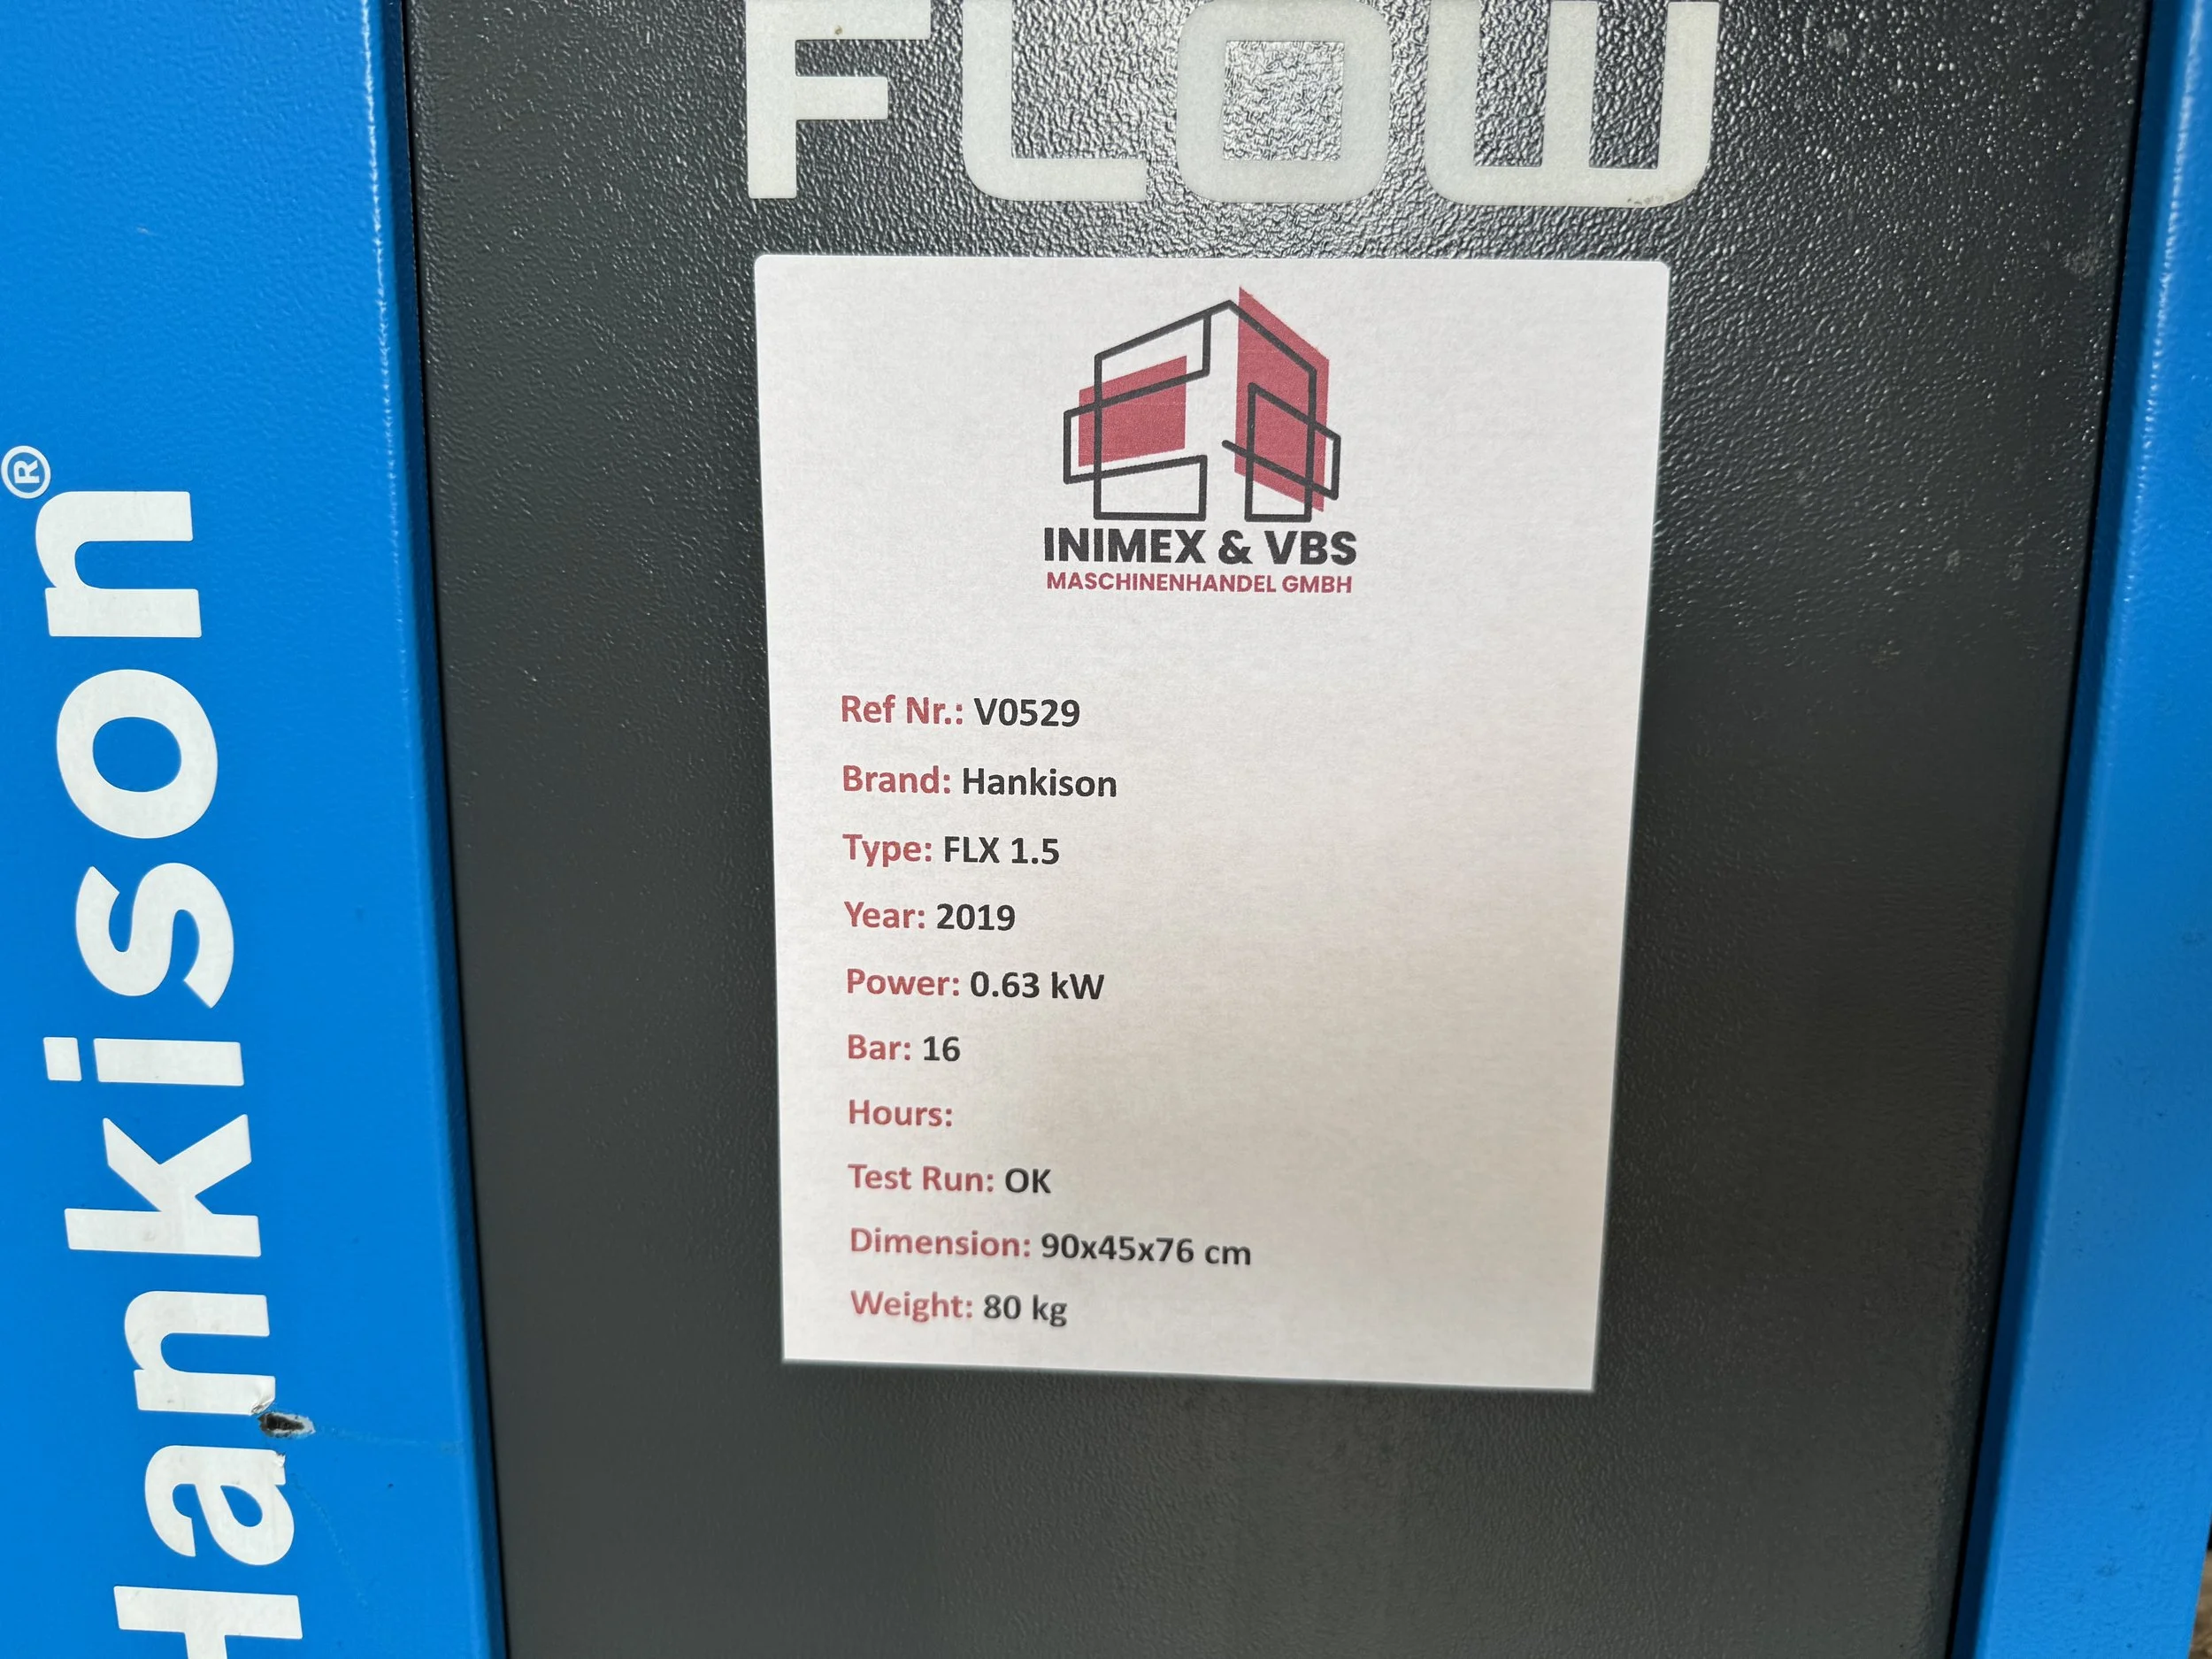 FLOW
Hankison®
INIMEX & VBS
MASCHINENHANDEL GMBH
Ref Nr.: V0529
Brand: Hankison
Type: FLX 1.5
Year: 2019
Power: 0.63 kW
Bar: 16
Hours:
Test Run: OK
Dimension: 90x45x76 cm
Weight: 80 kg